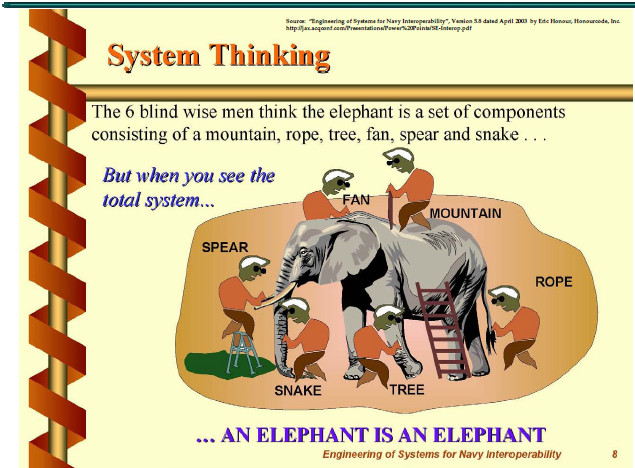 Source: "Engineering of Systems for Navy Interoperability", Version 5.8 dated April 2003 by Eric Honour, Honourcode, Inc.
http://jax.acqconf.com/Presentations/Power%20Points/SE-Interop.pdf
System Thinking
The 6 blind wise men think the elephant is a set of components
consisting of a mountain, rope, tree, fan, spear and snake . . .
But when you see the
total system...
FAN
MOUNTAIN
SPEAR
ROPE
SNAKE
TREE
... AN ELEPHANT IS AN ELEPHANT
Engineering of Systems for Navy Interoperability 8